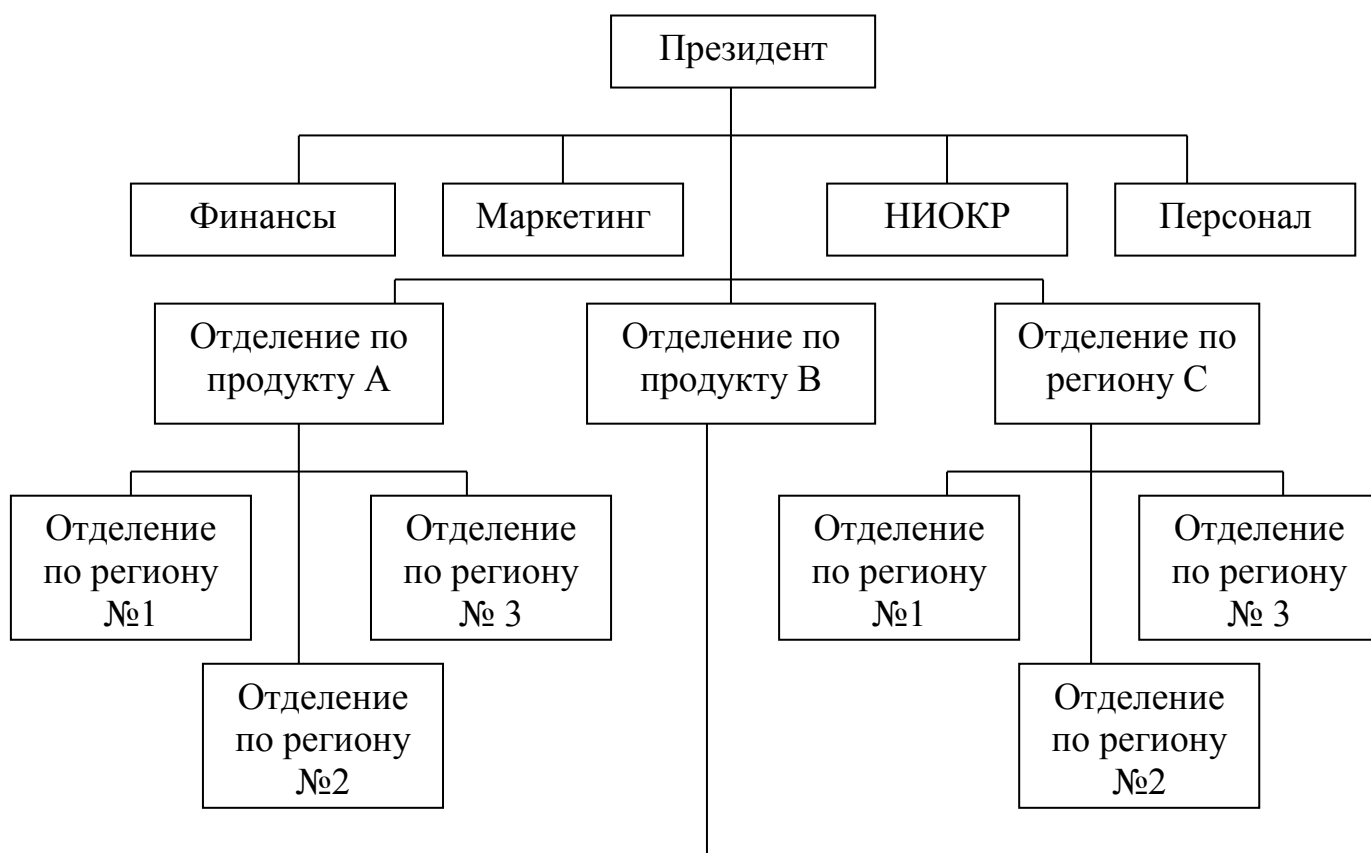 Президент
Финансы
Маркетинг
НИОКР
Персонал
Отделение по
продукту А
Отделение по
продукту В
Отделение по
региону С
Отделение
по региону
№1
Отделение
по региону
№ 3
Отделение
по региону
№1
Отделение
по региону
№ 3
Отделение
по региону
№2
Отделение
по региону
№2